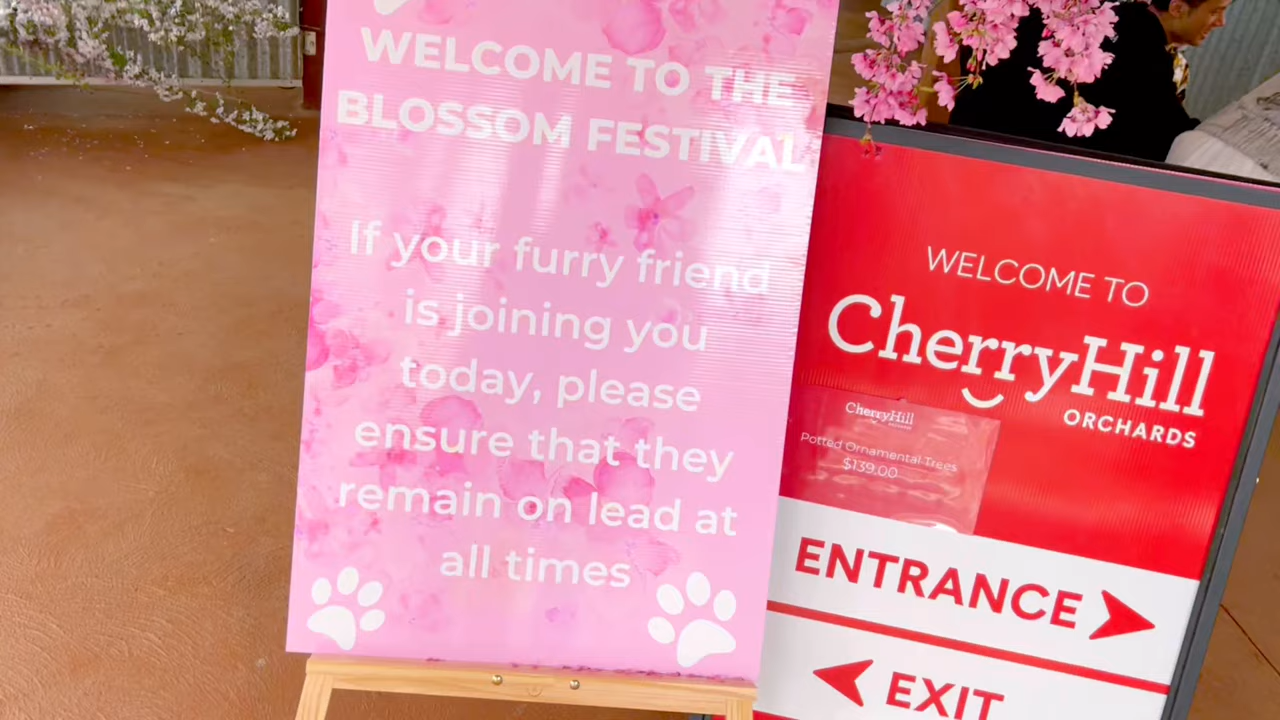 WELCOME TO THE
BLOSSOM FESTIVAL
If your furry friend
is joining you
today, please
ensure that they
remain on lead at
all times
WELCOME TO
CherryHill
ORCHARDS
CherryHill
ORCHARDS
Potted Ornamental Trees
$139.00
ENTRANCE
EXIT